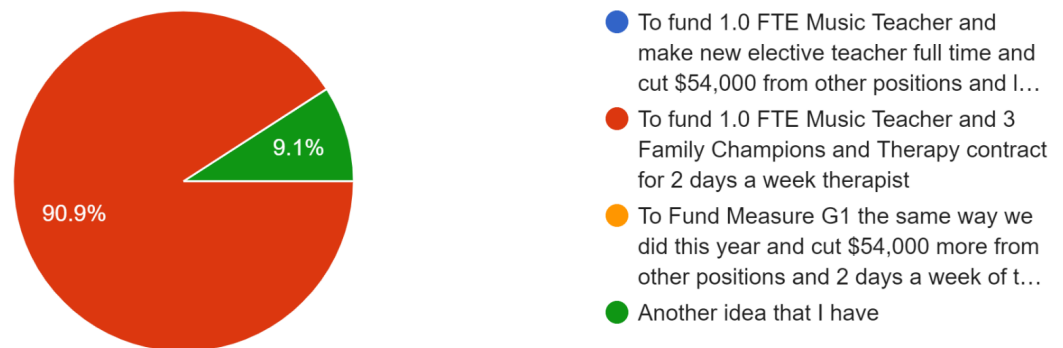 To fund 1.0 FTE Music Teacher and
make new elective teacher full time and
cut $54,000 from other positions and l...
To fund 1.0 FTE Music Teacher and 3
Family Champions and Therapy contract
for 2 days a week therapist
To Fund Measure G1 the same way we
did this year and cut $54,000 more from
other positions and 2 days a week of t...
Another idea that I have
9.1%
90.9%